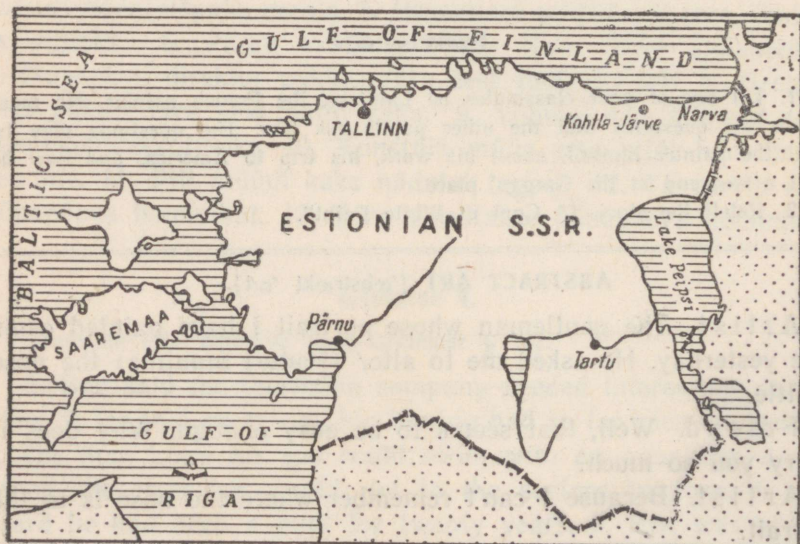 GULF OF FINLAND
BALTIC SEA
TALLINN
Kohtla-Järve
Narva
ESTONIAN S.S.R.
Lake Peipsi
SAAREMAA
Pärnu
Tartu
GULF OF
RIGA